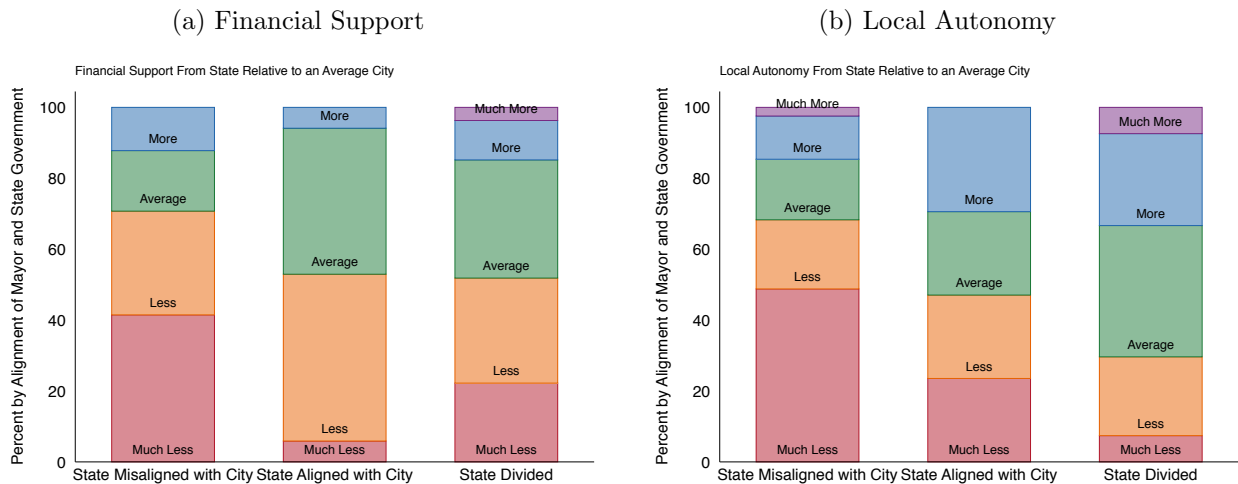 (a) Financial Support
Financial Support From State Relative to an Average City
Percent by Alignment of Mayor and State Government
100
80
60
40
20
0
More
Average
Less
Much Less
More
Average
Less
Much Less
Much More
More
Average
Less
Much Less
State Misaligned with City
State Aligned with City
State Divided
(b) Local Autonomy
Local Autonomy From State Relative to an Average City
Percent by Alignment of Mayor and State Government
100
80
60
40
20
0
Much More
More
Average
Less
Much Less
More
Average
Less
Much Less
Much More
More
Average
Less
Much Less
State Misaligned with City
State Aligned with City
State Divided